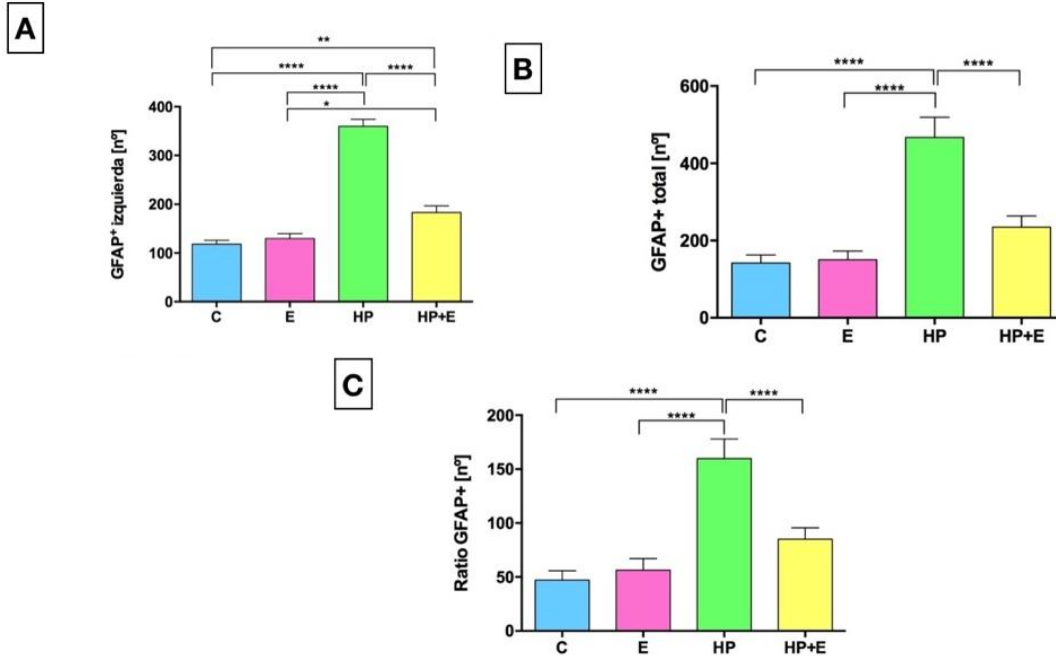 A
**
****
****
****
*
GFAP⁺ izquierda [nº]
400
300
200
100
0
C E HP HP+E
B
****
****
****
GFAP+ total [nº]
600
400
200
0
C E HP HP+E
C
****
****
****
Ratio GFAP+ [nº]
200
150
100
50
0
C E HP HP+E